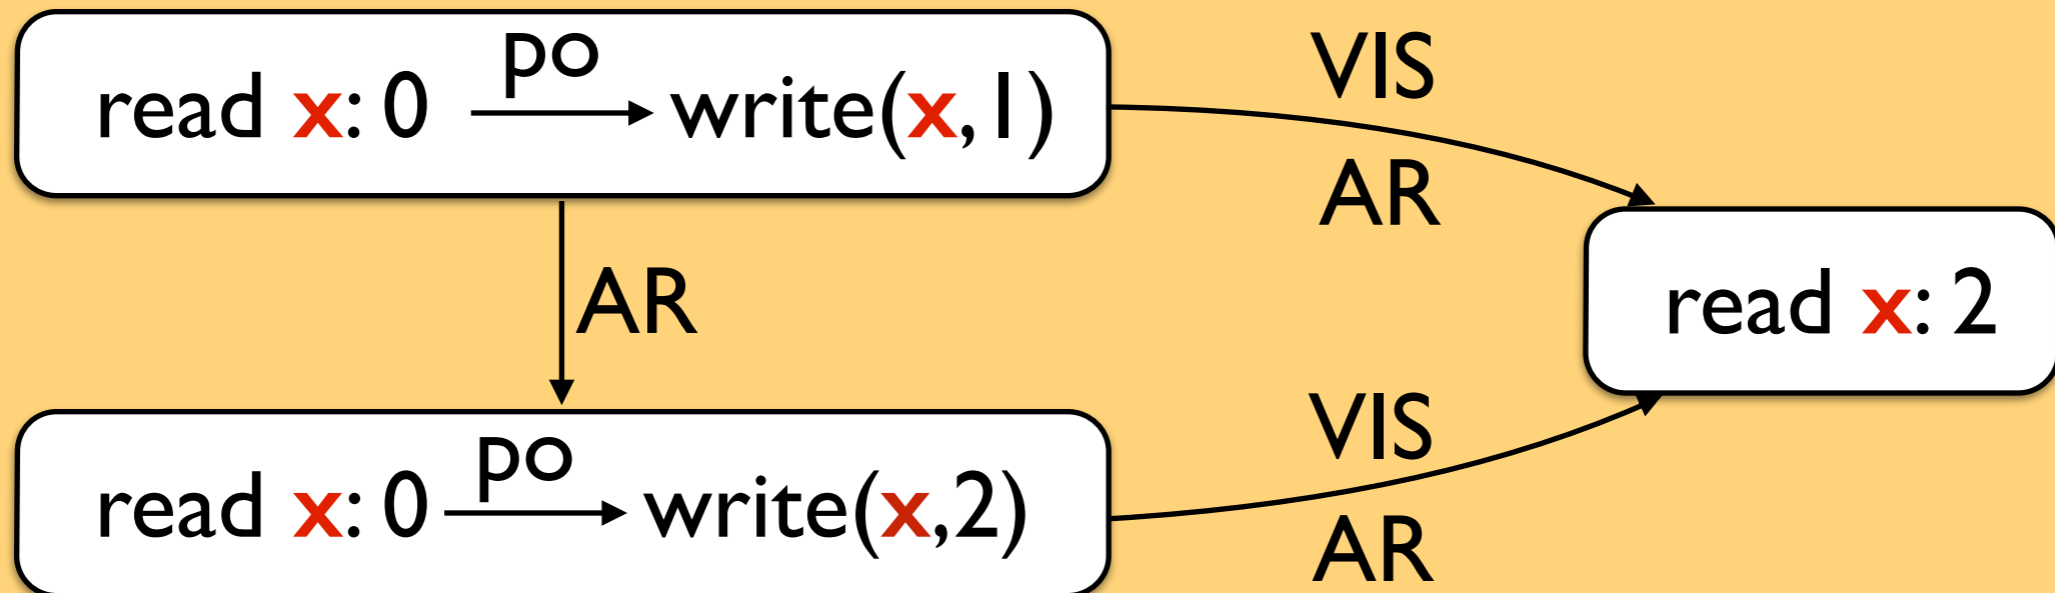 po
read x: 0 write(x,1)
VIS
AR
AR
read x: 2
po
read x: 0 write(x,2)
VIS
AR